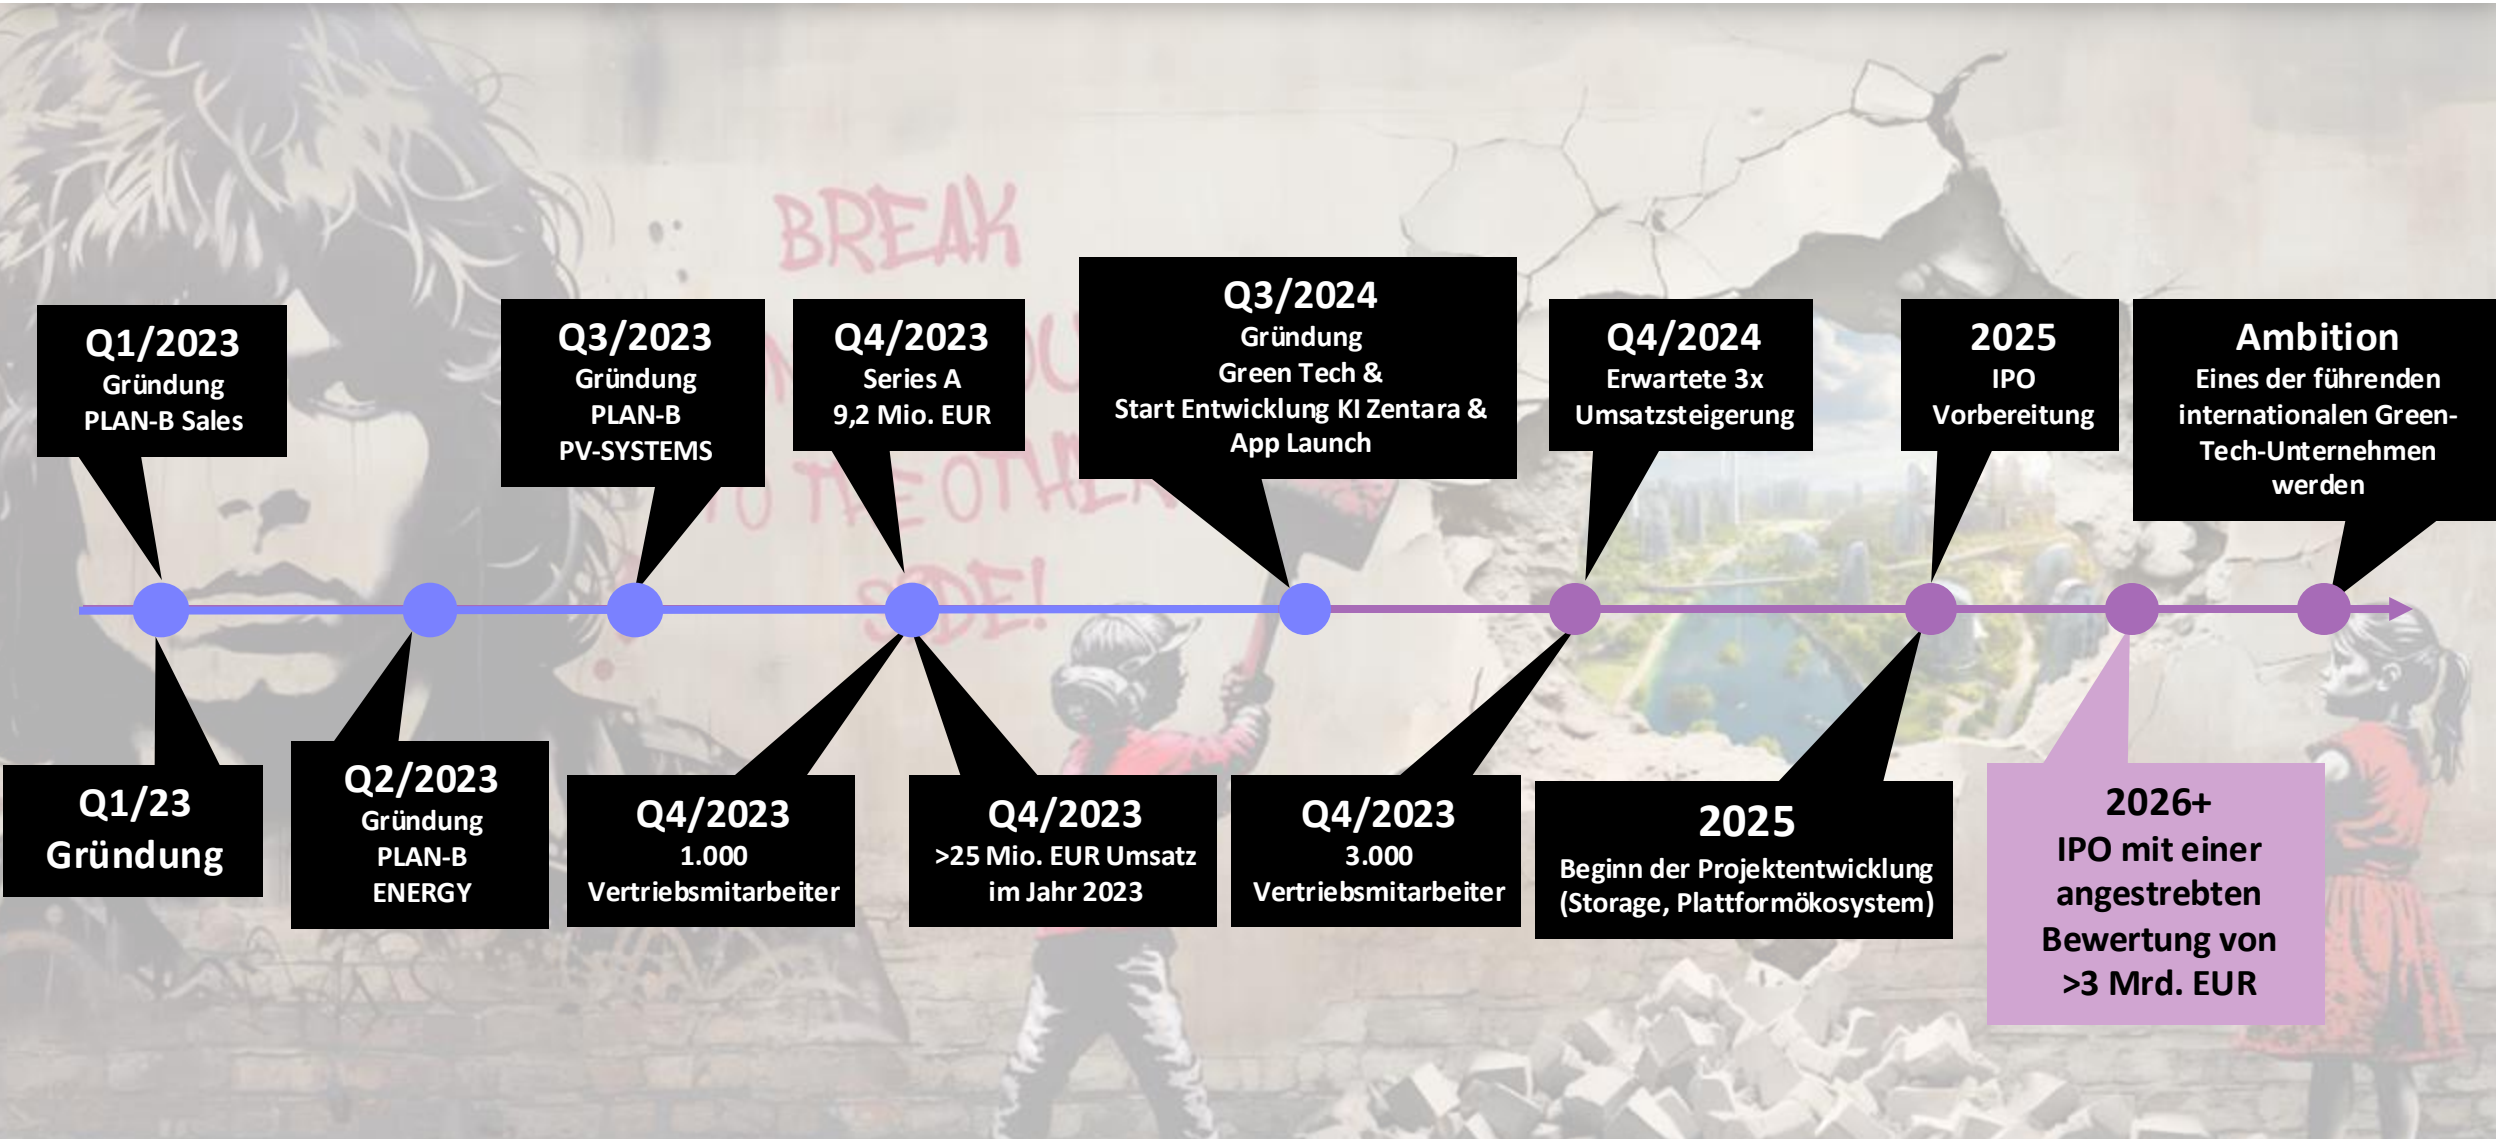 BREAK
SIDE!
Q1/2023
Gründung
PLAN-B Sales
Q3/2023
Gründung
PLAN-B
PV-SYSTEMS
Q4/2023
Series A
9,2 Mio. EUR
Q3/2024
Gründung
Green Tech &
Start Entwicklung KI Zentara &
App Launch
Q4/2024
Erwartete 3x
Umsatzsteigerung
2025
IPO
Vorbereitung
Ambition
Eines der führenden
internationalen Green-
Tech-Unternehmen
werden
Q1/23
Gründung
Q2/2023
Gründung
PLAN-B
ENERGY
Q4/2023
1.000
Vertriebsmitarbeiter
Q4/2023
>25 Mio. EUR Umsatz
im Jahr 2023
Q4/2023
3.000
Vertriebsmitarbeiter
2025
Beginn der Projektentwicklung
(Storage, Plattformökosystem)
2026+
IPO mit einer
angestrebten
Bewertung von
>3 Mrd. EUR